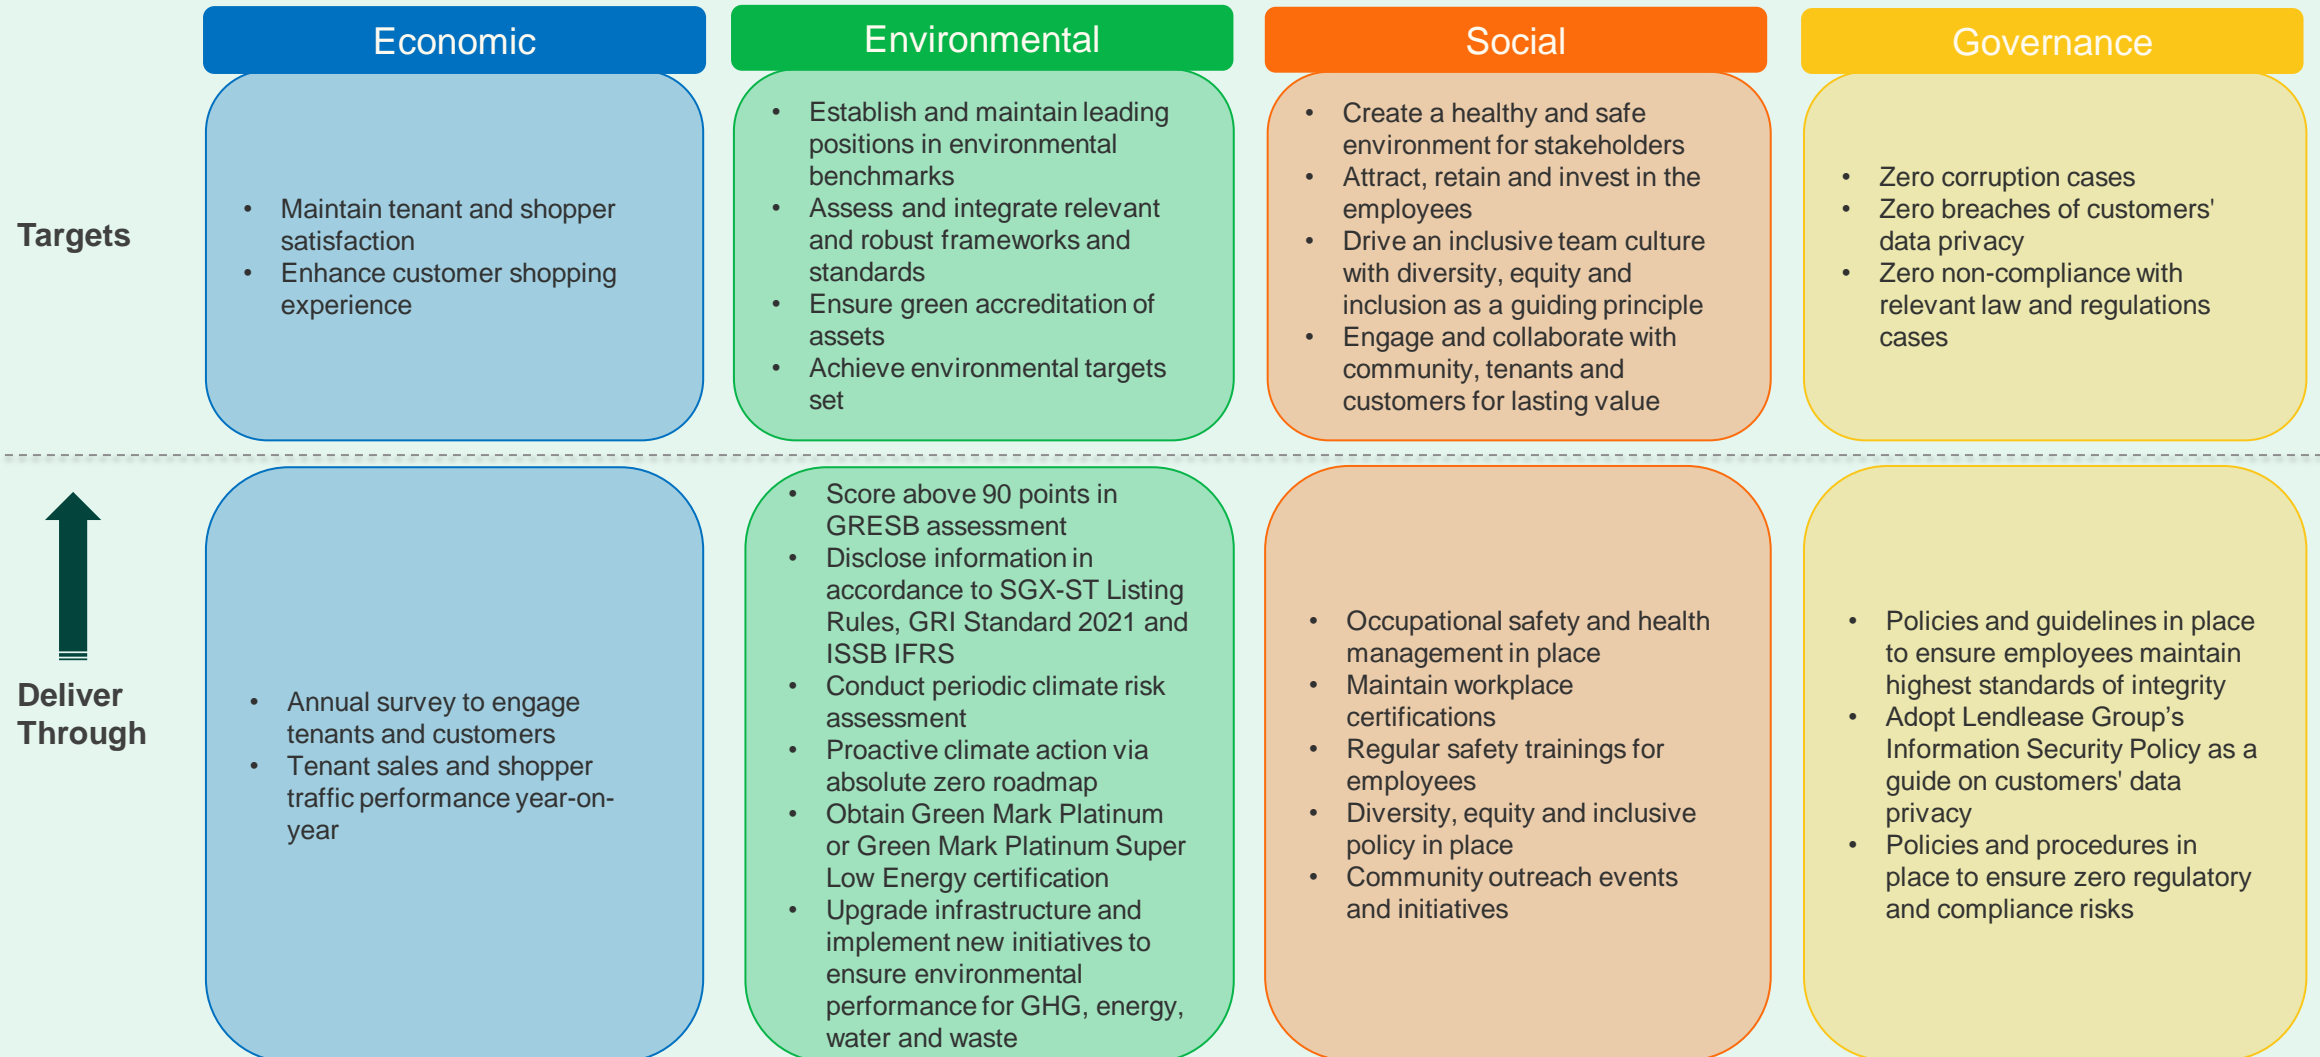 Economic
Environmental
Social
Governance
Targets
• Maintain tenant and shopper
satisfaction
• Enhance customer shopping
experience
• Establish and maintain leading
positions in environmental
benchmarks
• Assess and integrate relevant
and robust frameworks and
standards
• Ensure green accreditation of
assets
• Achieve environmental targets
set
• Create a healthy and safe
environment for stakeholders
• Attract, retain and invest in the
employees
• Drive an inclusive team culture
with diversity, equity and
inclusion as a guiding principle
• Engage and collaborate with
community, tenants and
customers for lasting value
• Zero corruption cases
• Zero breaches of customers'
data privacy
• Zero non-compliance with
relevant law and regulations
cases
Deliver
Through
• Annual survey to engage
tenants and customers
• Tenant sales and shopper
traffic performance year-on-
year
• Score above 90 points in
GRESB assessment
• Disclose information in
accordance to SGX-ST Listing
Rules, GRI Standard 2021 and
ISSB IFRS
• Conduct periodic climate risk
assessment
• Proactive climate action via
absolute zero roadmap
• Obtain Green Mark Platinum
or Green Mark Platinum Super
Low Energy certification
• Upgrade infrastructure and
implement new initiatives to
ensure environmental
performance for GHG, energy,
water and waste
• Occupational safety and health
management in place
• Maintain workplace
certifications
• Regular safety trainings for
employees
• Diversity, equity and inclusive
policy in place
• Community outreach events
and initiatives
• Policies and guidelines in place
to ensure employees maintain
highest standards of integrity
• Adopt Lendlease Group’s
Information Security Policy as a
guide on customers' data
privacy
• Policies and procedures in
place to ensure zero regulatory
and compliance risks